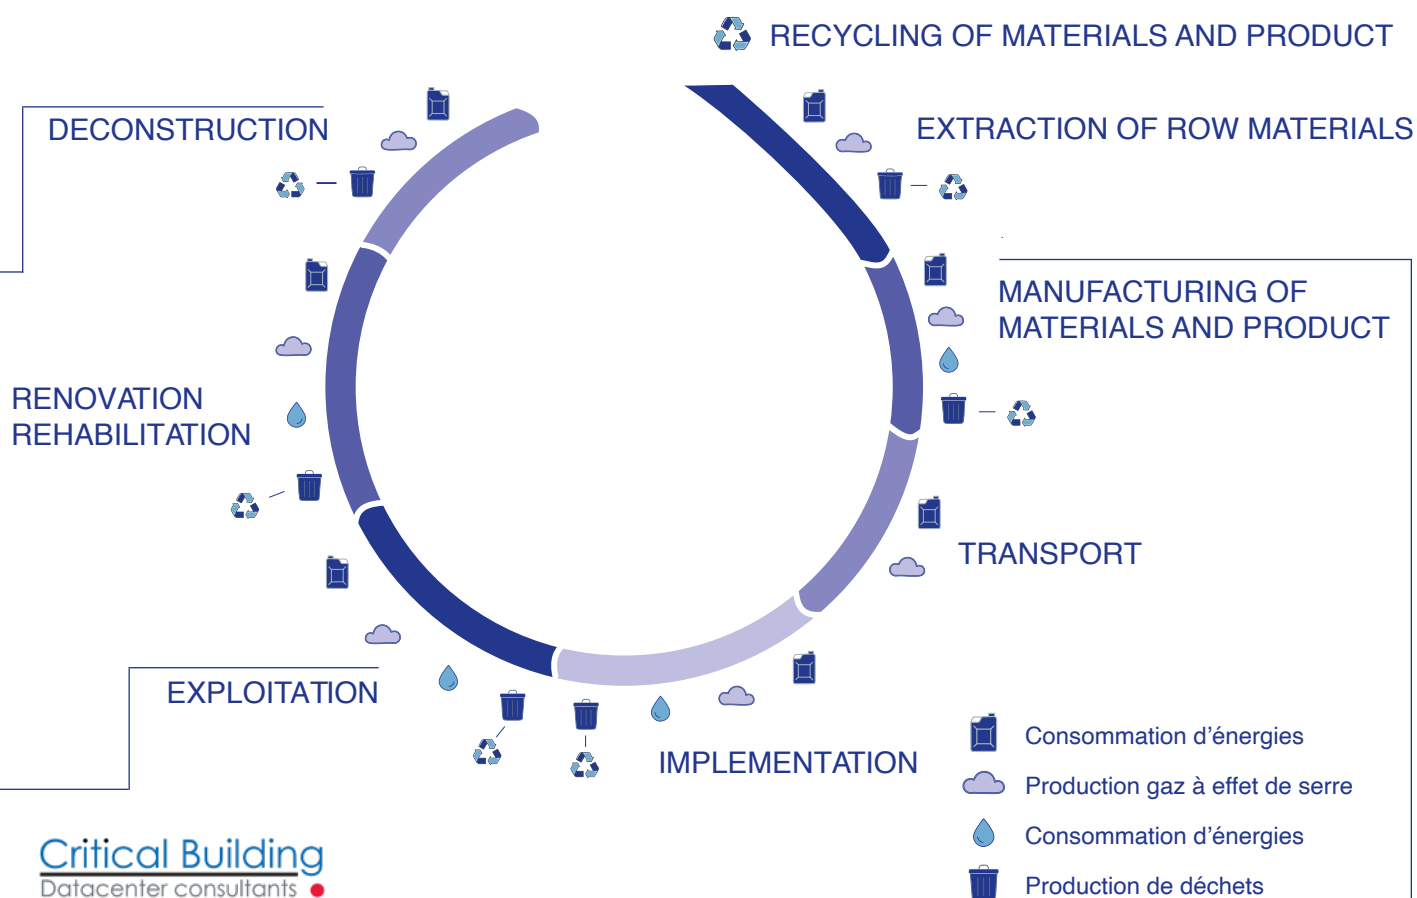 RECYCLING OF MATERIALS AND PRODUCT
DECONSTRUCTION
EXTRACTION OF ROW MATERIALS
MANUFACTURING OF
MATERIALS AND PRODUCT
RENOVATION
REHABILITATION
TRANSPORT
EXPLOITATION
IMPLEMENTATION
Consommation d'énergies
Production gaz à effet de serre
Consommation d'énergies
Production de déchets
Critical Building
Datacenter consultants